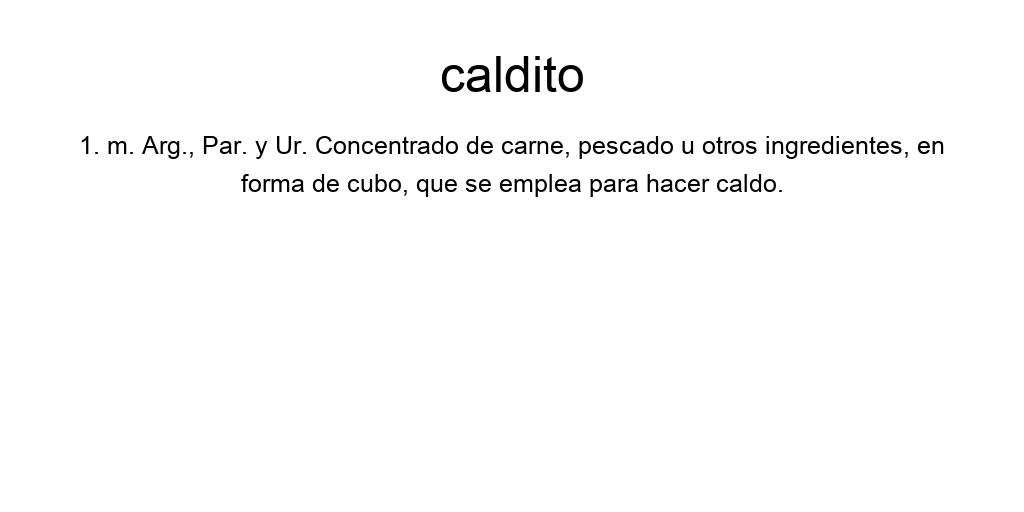 caldito
1. m. Arg., Par. y Ur. Concentrado de carne, pescado u otros ingredientes, en
forma de cubo, que se emplea para hacer caldo.